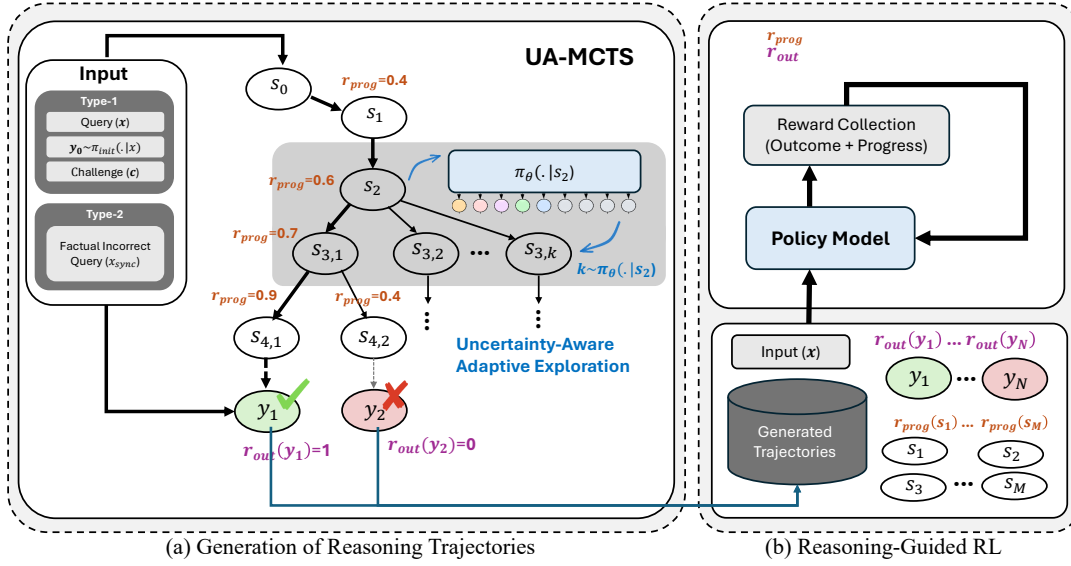 UA-MCTS
Input
Type-1
Query (x)
y₀~π_init(.|x)
Challenge (c)
Type-2
Factual Incorrect
Query (x_sync)
s₀
r_prog=0.4
s₁
r_prog=0.6
s₂
π_θ(.|s₂)
r_prog=0.7
s₃,₁
s₃,₂
...
s₃,k
k~π_θ(.|s₂)
r_prog=0.9
r_prog=0.4
s₄,₁
s₄,₂
Uncertainty-Aware
Adaptive Exploration
y₁
y₂
r_out(y₁)=1
r_out(y₂)=0
(a) Generation of Reasoning Trajectories
r_prog
r_out
Reward Collection
(Outcome + Progress)
Policy Model
Input (x)
r_out(y₁) ... r_out(y_N)
y₁ ... y_N
Generated
Trajectories
r_prog(s₁) ... r_prog(s_M)
s₁
s₂
s₃ ... s_M
(b) Reasoning-Guided RL